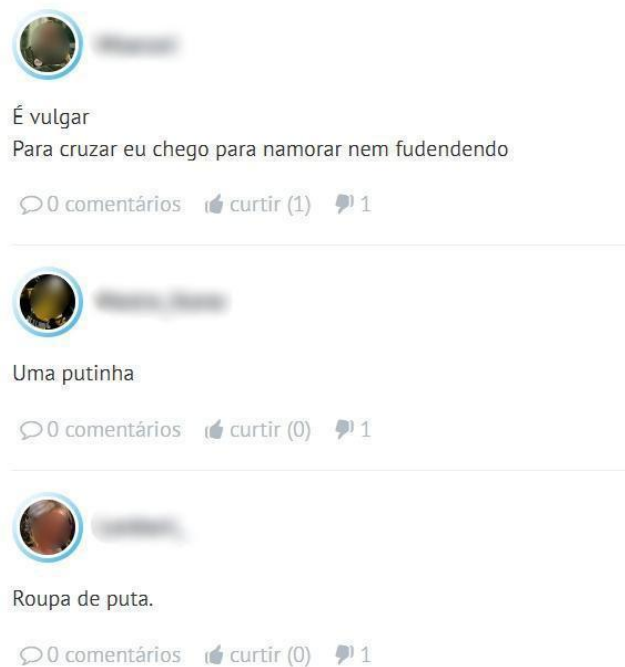 É vulgar
Para cruzar eu chego para namorar nem fudendendo
0 comentários curtir (1) 1
Uma putinha
0 comentários curtir (0) 1
Roupa de puta.
0 comentários curtir (0) 1